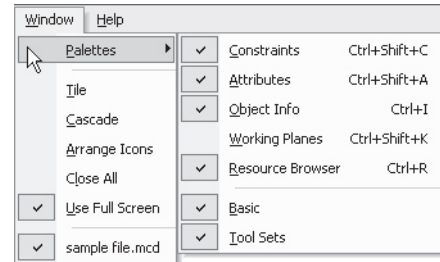 Window Help
Palettes
Tile
Cascade
Arrange Icons
Close All
Use Full Screen
sample file.mcd
Constraints Ctrl+Shift+C
Attributes Ctrl+Shift+A
Object Info Ctrl+I
Working Planes Ctrl+Shift+K
Resource Browser Ctrl+R
Basic
Tool Sets